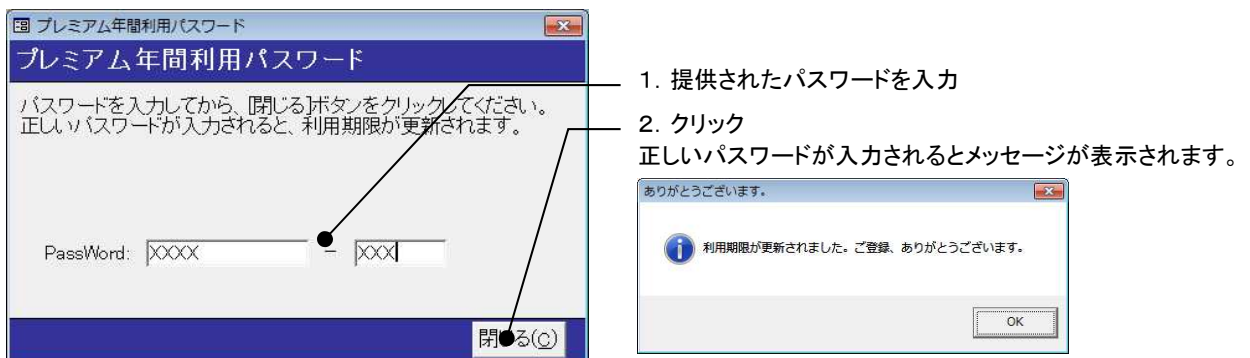 プレミアム年間利用パスワード
プレミアム年間利用パスワード
パスワードを入力してから、[閉じる]ボタンをクリックしてください。
正しいパスワードが入力されると、利用期限が更新されます。
PassWord: XXXX - XXX
閉じる(C)
1．提供されたパスワードを入力
2．クリック
正しいパスワードが入力されるとメッセージが表示されます。
ありがとうございます。
利用期限が更新されました。ご登録、ありがとうございます。
OK